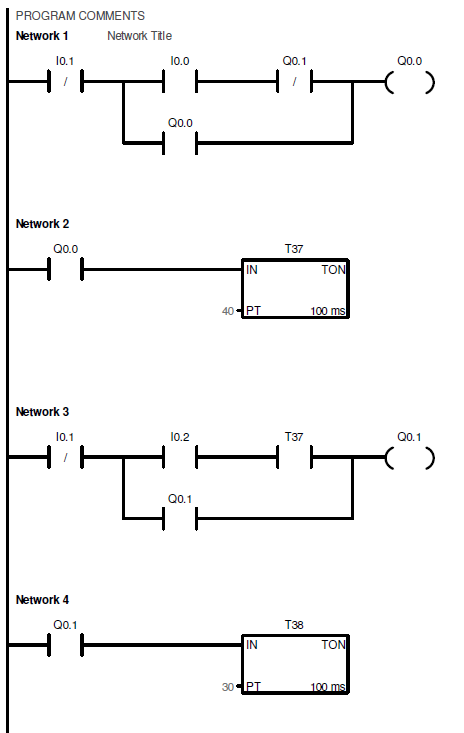 PROGRAM COMMENTS
Network 1 Network Title
I0.1 I0.0 Q0.1 Q0.0
/ /
Q0.0
Network 2
Q0.0 T37
IN TON
40 PT 100 ms
Network 3
I0.1 I0.2 T37 Q0.1
/
Q0.1
Network 4
Q0.1 T38
IN TON
30 PT 100 ms